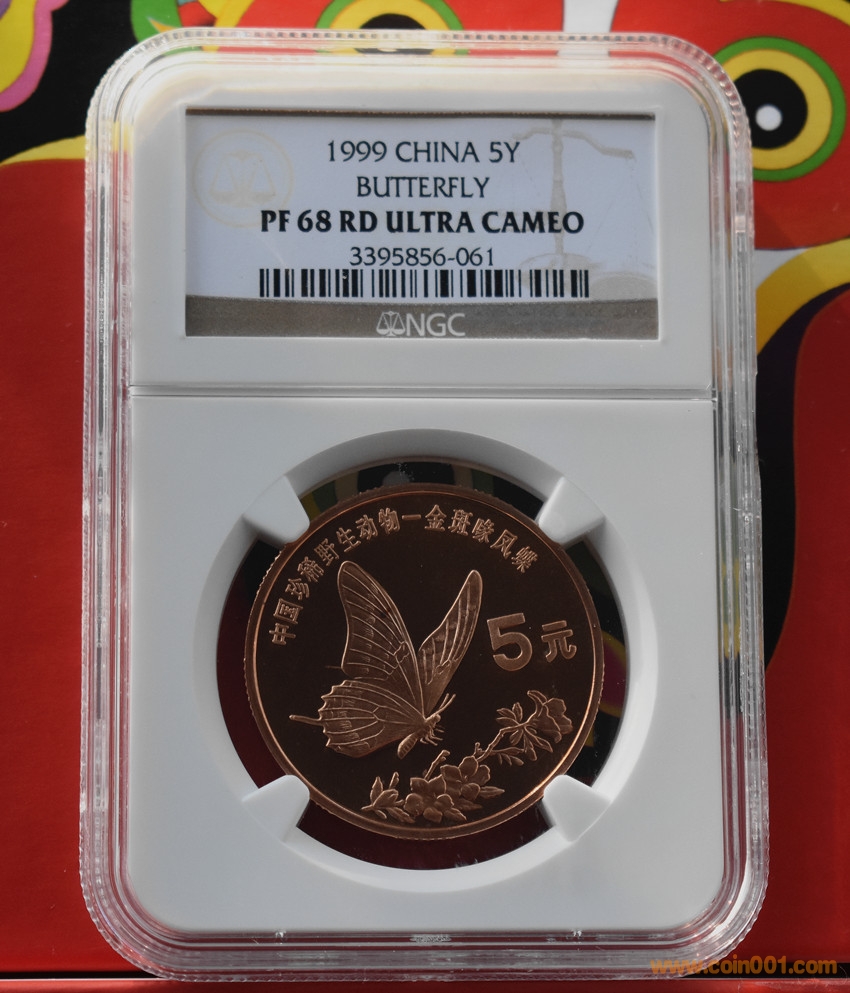 1999 CHINA 5Y
BUTTERFLY
PF 68 RD ULTRA CAMEO
3395856-061
NGC
中国珍稀野生动物—金斑喙凤蝶
5元
www.coin001.com